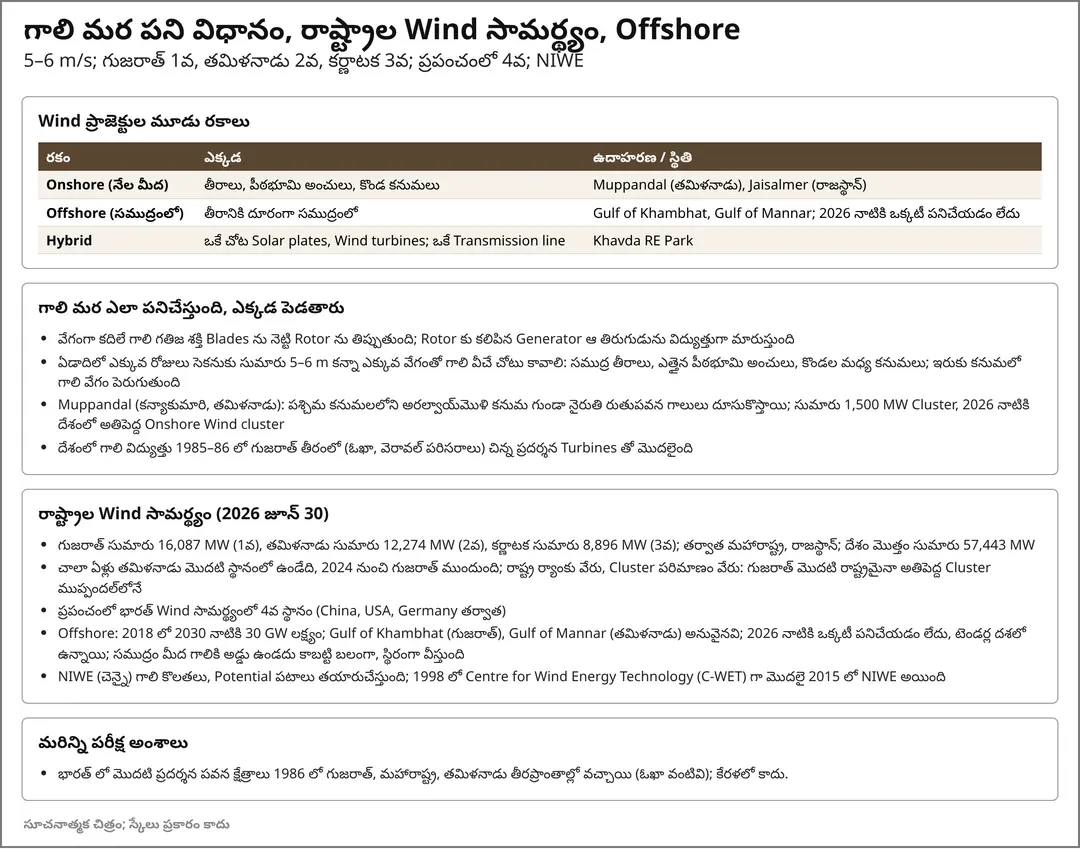 గాలి మర పని విధానం, రాష్ట్రాల Wind సామర్థ్యం, Offshore
5–6 m/s; గుజరాత్ 1వ, తమిళనాడు 2వ, కర్ణాటక 3వ; ప్రపంచంలో 4వ; NIWE
Wind ప్రాజెక్టుల మూడు రకాలు
రకం ఎక్కడ ఉదాహరణ / స్థితి
Onshore (నేల మీద) తీరాలు, పీఠభూమి అంచులు, కొండ కనుమలు Muppandal (తమిళనాడు), Jaisalmer (రాజస్థాన్)
Offshore (సముద్రంలో) తీరానికి దూరంగా సముద్రంలో Gulf of Khambhat, Gulf of Mannar; 2026 నాటికి ఒక్కటీ పనిచేయడం లేదు
Hybrid ఒకే చోట Solar plates, Wind turbines; ఒకే Transmission line Khavda RE Park
గాలి మర ఎలా పనిచేస్తుంది, ఎక్కడ పెడతారు
• వేగంగా కదిలే గాలి గతిజ శక్తి Blades ను నెట్టి Rotor ను తిప్పుతుంది; Rotor కు కలిపిన Generator ఆ తిరుగుడును విద్యుత్తుగా మారుస్తుంది
• ఏడాదిలో ఎక్కువ రోజులు సెకనుకు సుమారు 5–6 m కన్నా ఎక్కువ వేగంతో గాలి వీచే చోటు కావాలి: సముద్ర తీరాలు, ఎత్తైన పీఠభూమి అంచులు, కొండల మధ్య కనుమలు; ఇరుకు కనుమలో
గాలి వేగం పెరుగుతుంది
• Muppandal (కన్యాకుమారి, తమిళనాడు): పశ్చిమ కనుమలలోని అరల్వాయ్‌మొళి కనుమ గుండా నైరుతి రుతుపవన గాలులు దూసుకొస్తాయి; సుమారు 1,500 MW Cluster, 2026 నాటికి
దేశంలో అతిపెద్ద Onshore Wind cluster
• దేశంలో గాలి విద్యుత్తు 1985–86 లో గుజరాత్ తీరంలో (ఓఖా, వెరావల్ పరిసరాలు) చిన్న ప్రదర్శన Turbines తో మొదలైంది
రాష్ట్రాల Wind సామర్థ్యం (2026 జూన్ 30)
• గుజరాత్ సుమారు 16,087 MW (1వ), తమిళనాడు సుమారు 12,274 MW (2వ), కర్ణాటక సుమారు 8,896 MW (3వ); తర్వాత మహారాష్ట్ర, రాజస్థాన్; దేశం మొత్తం సుమారు 57,443 MW
• చాలా ఏళ్లు తమిళనాడు మొదటి స్థానంలో ఉండేది, 2024 నుంచి గుజరాత్ ముందుంది; రాష్ట్ర ర్యాంకు వేరు, Cluster పరిమాణం వేరు: గుజరాత్ మొదటి రాష్ట్రమైనా అతిపెద్ద Cluster
ముప్పందల్‌లోనే
• ప్రపంచంలో భారత్ Wind సామర్థ్యంలో 4వ స్థానం (China, USA, Germany తర్వాత)
• Offshore: 2018 లో 2030 నాటికి 30 GW లక్ష్యం; Gulf of Khambhat (గుజరాత్), Gulf of Mannar (తమిళనాడు) అనువైనవి; 2026 నాటికి ఒక్కటీ పనిచేయడం లేదు, టెండర్ల దశలో
ఉన్నాయి; సముద్రం మీద గాలికి అడ్డు ఉండదు కాబట్టి బలంగా, స్థిరంగా వీస్తుంది
• NIWE (చెన్నై) గాలి కొలతలు, Potential పటాలు తయారుచేస్తుంది; 1998 లో Centre for Wind Energy Technology (C-WET) గా మొదలై 2015 లో NIWE అయింది
మరిన్ని పరీక్ష అంశాలు
• భారత్ లో మొదటి ప్రదర్శన పవన క్షేత్రాలు 1986 లో గుజరాత్, మహారాష్ట్ర, తమిళనాడు తీరప్రాంతాల్లో వచ్చాయి (ఓఖా వంటివి); కేరళలో కాదు.
సూచనాత్మక చిత్రం; స్కేలు ప్రకారం కాదు